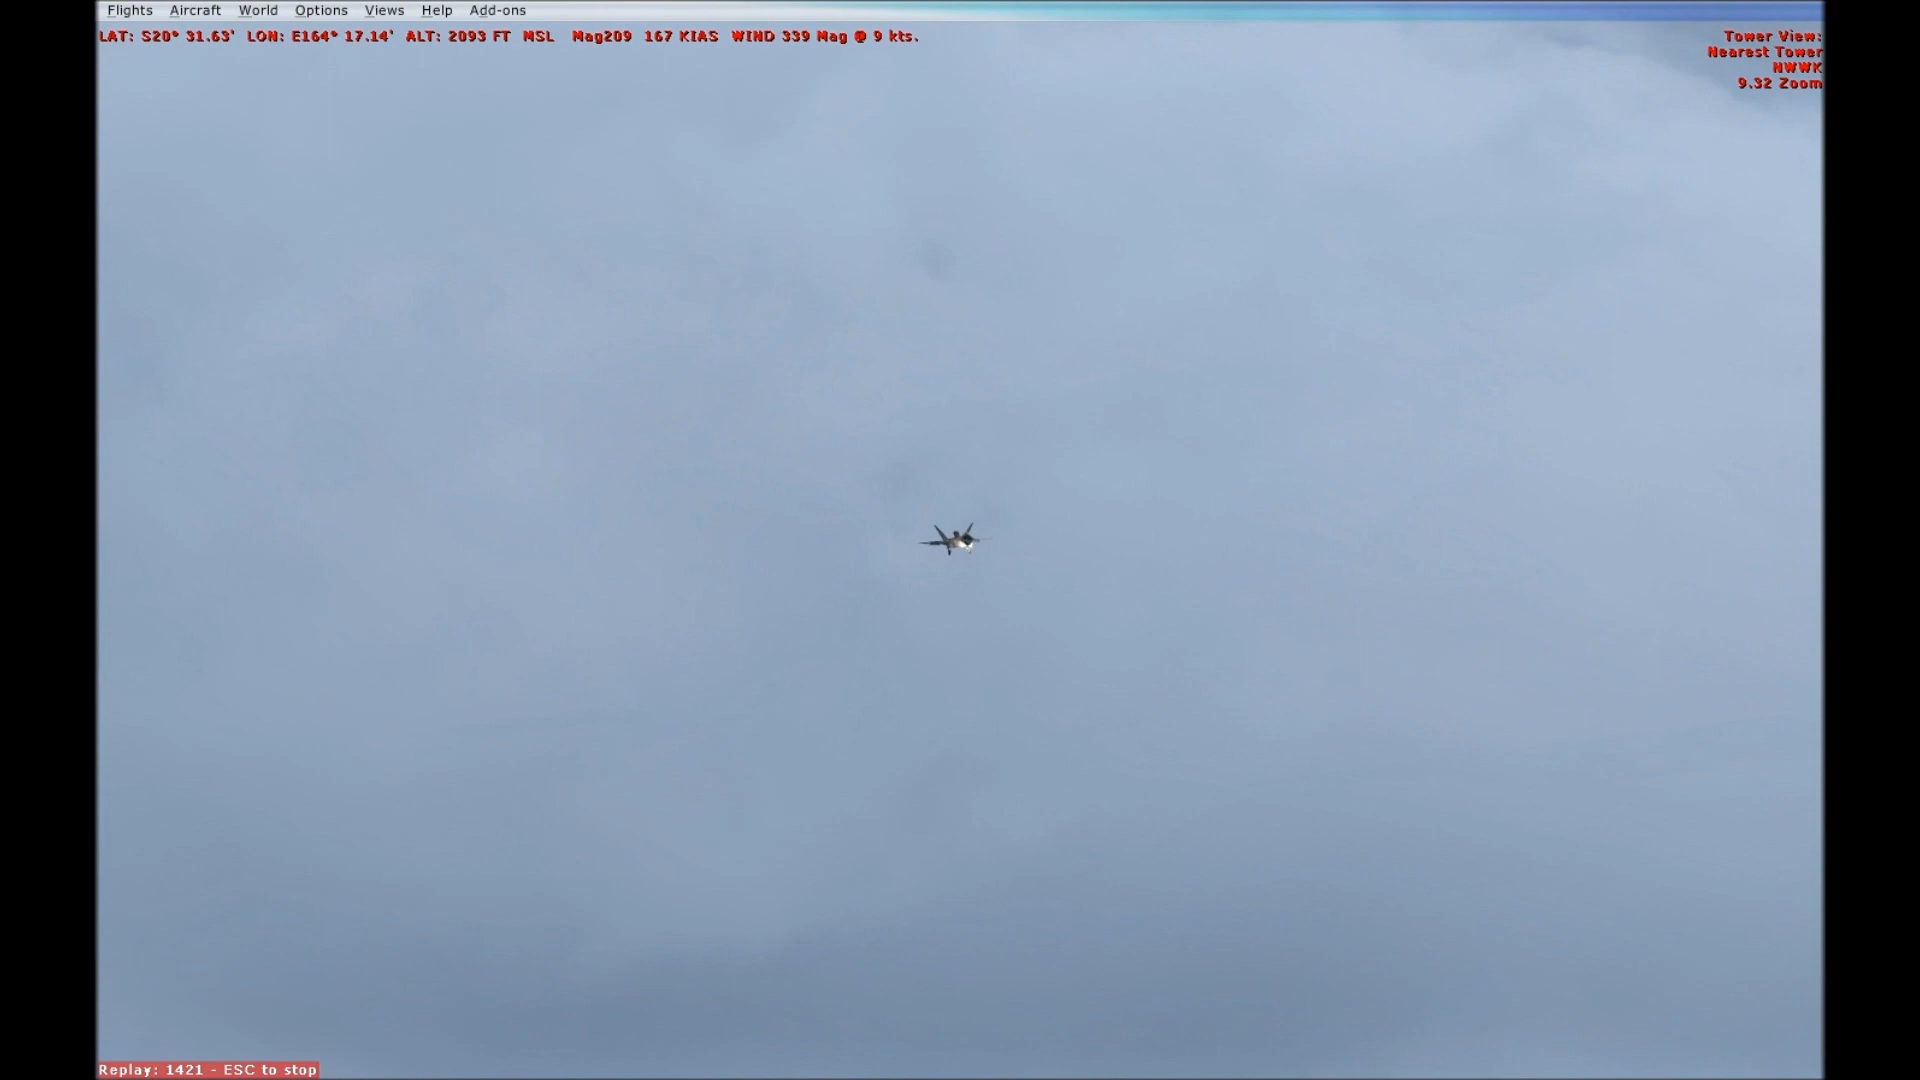 Flights Aircraft World Options Views Help Add-ons
LAT: S20° 31.63' LON: E164° 17.14' ALT: 2093 FT MSL Mag209 167 KIAS WIND 339 Mag @ 9 kts.
Tower View:
Nearest Tower
NWWK
9.32 Zoom
Replay: 1421 - ESC to stop